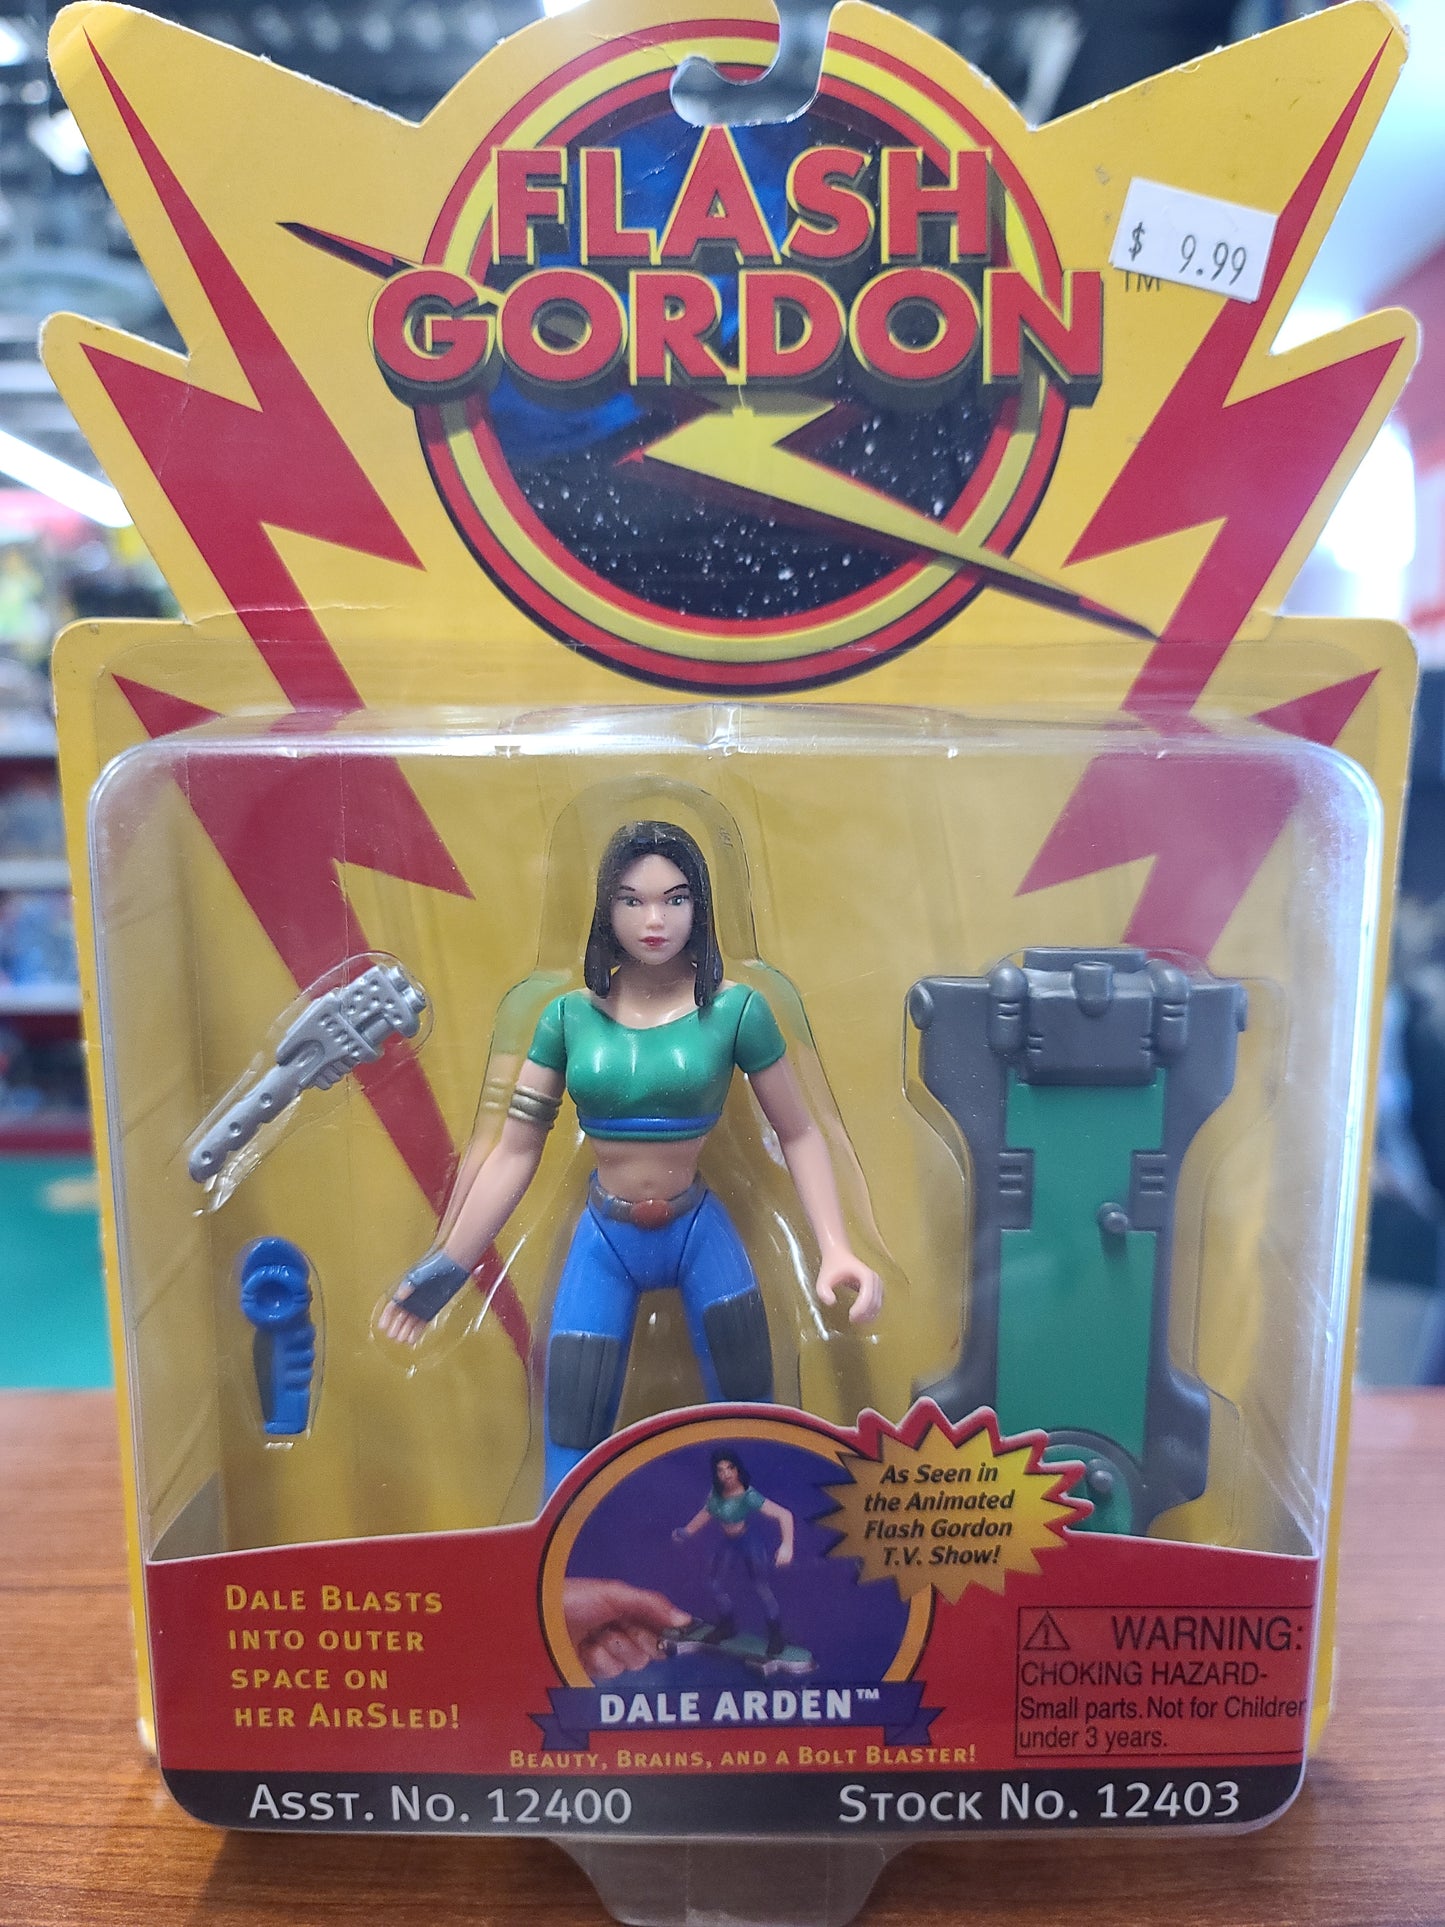 FLASH
GORDON
TM
$ 9.99
As Seen in
the Animated
Flash Gordon
T.V. Show!
DALE BLASTS
INTO OUTER
SPACE ON
HER AIRSLED!
DALE ARDEN™
BEAUTY, BRAINS, AND A BOLT BLASTER!
WARNING:
CHOKING HAZARD-
Small parts. Not for Children
under 3 years.
ASST. NO. 12400
STOCK NO. 12403